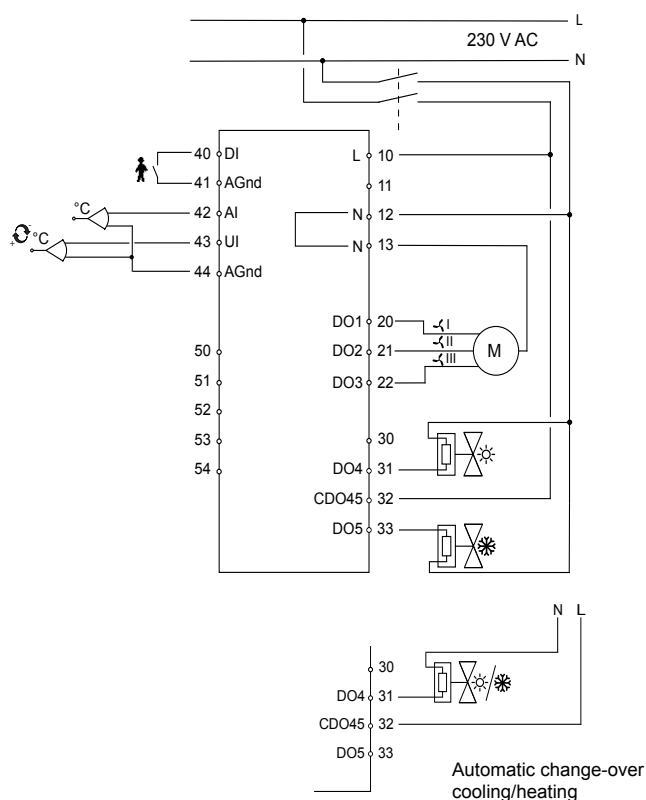 L
230 V AC
N
40 DI
L 10
41 AGnd
11
°C
42 AI
N 12
+ - °C
43 UI
N 13
44 AGnd
DO1 20
I
50
DO2 21
II
M
51
DO3 22
III
52
53
30
54
DO4 31
CDO45 32
DO5 33
N L
30
DO4 31
CDO45 32
DO5 33
Automatic change-over
cooling/heating